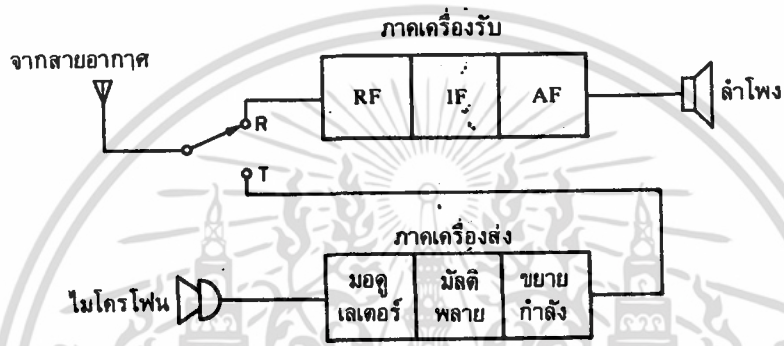 ภาคเครื่องรับ
จากสายอากาศ
RF IF AF
ลำโพง
R
T
ภาคเครื่องส่ง
ไมโครโฟน
มอดูเลเตอร์
มัลติพลาย
ขยายกำลัง